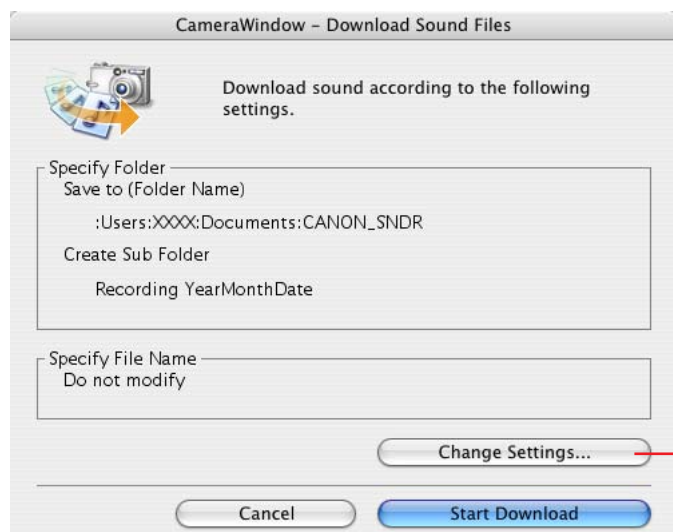 CameraWindow – Download Sound Files
Download sound according to the following
settings.
Specify Folder
Save to (Folder Name)
:Users:XXXX:Documents:CANON_SNDR
Create Sub Folder
Recording YearMonthDate
Specify File Name
Do not modify
Change Settings...
Cancel
Start Download